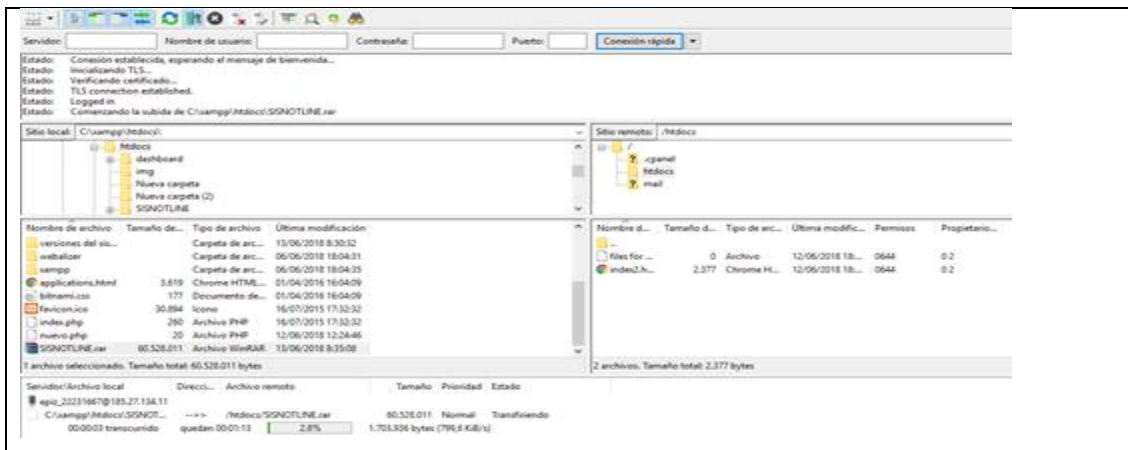 Servidor: Nombre de usuario: Contraseña: Puerto: Conexión rápida
Estado: Conexión establecida, esperando el mensaje de bienvenida...
Estado: Inicializando TLS...
Estado: Verificando certificado...
Estado: TLS connection established.
Estado: Logged in
Estado: Comenzando la subida de C:\xampp\htdocs\SISNOTLINE.rar
Sitio local: C:\xampp\htdocs\ Sitio remoto: /htdocs
htdocs /
dashboard .cpanel
img htdocs
Nueva carpeta mail
Nueva carpeta (2)
SISNOTLINE
Nombre de archivo Tamaño de... Tipo de archivo Última modificación Nombre d... Tamaño d... Tipo de arc... Última modific... Permisos Propietario...
versiones del sis... Carpeta de arc... 13/06/2018 8:30:32 ..
webalizer Carpeta de arc... 06/06/2018 18:04:31 files for ... 0 Archivo 12/06/2018 18:... 0644 0 2
xampp Carpeta de arc... 06/06/2018 18:04:35 index2.h... 2.377 Chrome H... 12/06/2018 18:... 0644 0 2
applications.html 3.619 Chrome HTML... 01/04/2016 16:04:09
bitnami.css 177 Documento de... 01/04/2016 16:04:09
favicon.ico 30.894 Icono 16/07/2015 17:32:32
index.php 260 Archivo PHP 16/07/2015 17:32:32
nuevo.php 20 Archivo PHP 12/06/2018 12:24:46
SISNOTLINE.rar 60.528.011 Archivo WinRAR 13/06/2018 8:35:08
1 archivo seleccionado. Tamaño total: 60.528.011 bytes 2 archivos. Tamaño total: 2.377 bytes
Servidor/Archivo local Direcci... Archivo remoto Tamaño Prioridad Estado
epiz_22231667@185.27.134.11
C:\xampp\htdocs\SISNOT... -->> /htdocs/SISNOTLINE.rar 60.528.011 Normal Transfiriendo
00:00:03 transcurrido quedan 00:01:13 2.8% 1.703.936 bytes (799,6 KiB/s)